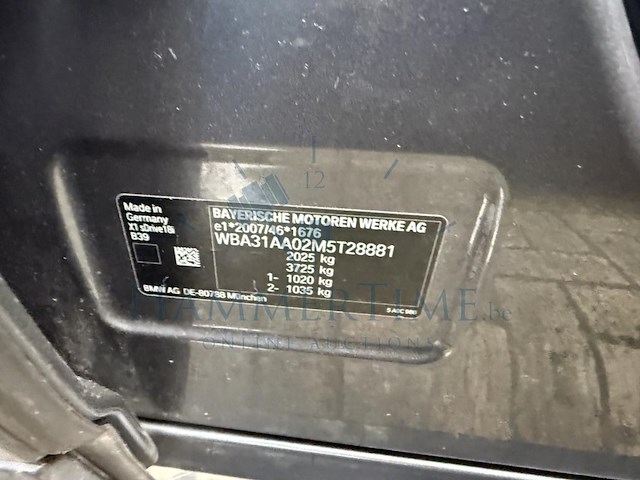 Made in
Germany
X1 sDrive18i
B39
BAYERISCHE MOTOREN WERKE AG
e1*2007/46*1676
WBA31AA02M5T28881
2025 kg
3725 kg
1- 1020 kg
2- 1035 kg
BMW AG DE-80788 München
12
HAMMERTIME.be
ONLINE AUCTIONS